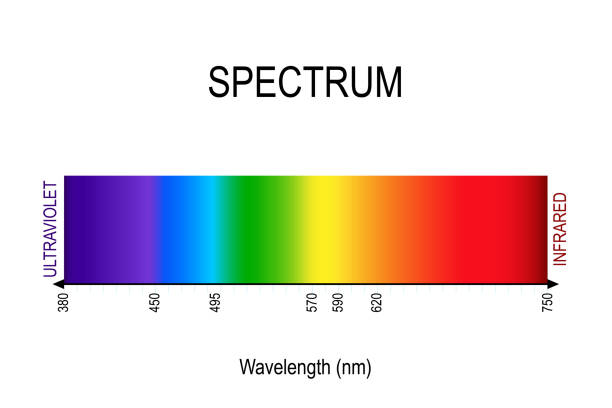 SPECTRUM
ULTRAVIOLET
INFRARED
380 450 495 570 590 620 750
Wavelength (nm)